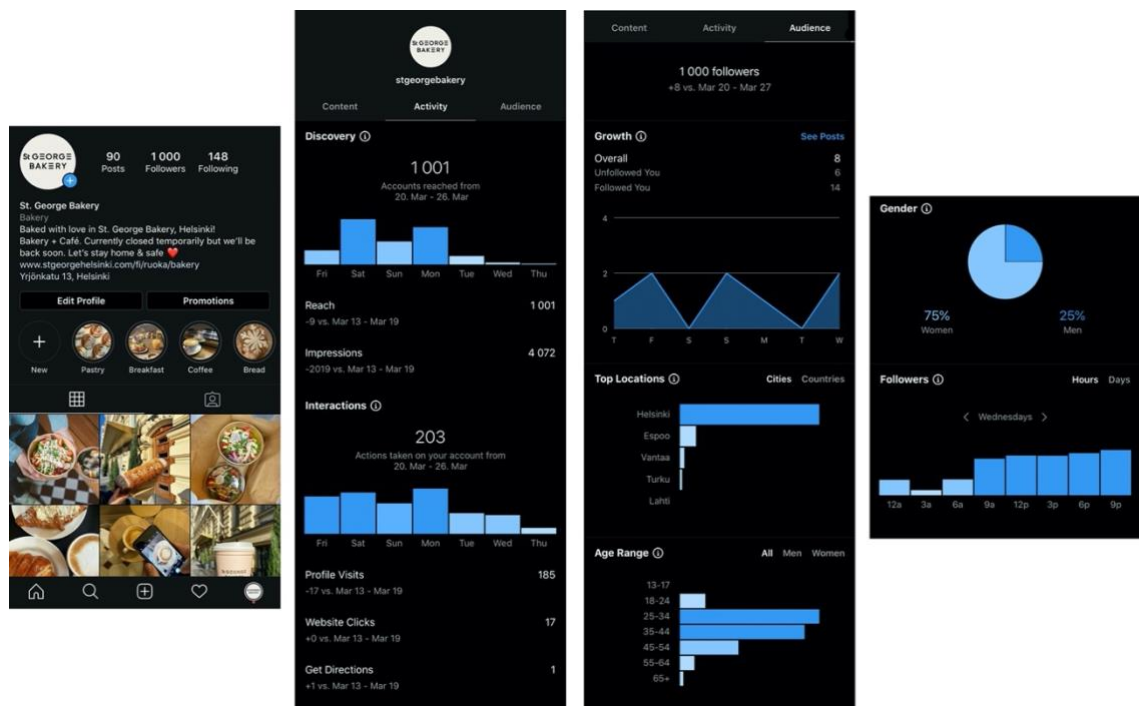 St GEORGE
BAKERY
90 1 000 148
Posts Followers Following
St. George Bakery
Bakery
Baked with love in St. George Bakery, Helsinki!
Bakery + Café. Currently closed temporarily but we'll be
back soon. Let's stay home & safe ❤️
www.stgeorgehelsinki.com/fi/ruoka/bakery
Yrjönkatu 13, Helsinki
Edit Profile Promotions
New Pastry Breakfast Coffee Bread
St GEORGE
BAKERY
stgeorgebakery
Content Activity Audience
Discovery
1 001
Accounts reached from
20. Mar - 26. Mar
Fri Sat Sun Mon Tue Wed Thu
Reach 1 001
-9 vs. Mar 13 - Mar 19
Impressions 4 072
-2019 vs. Mar 13 - Mar 19
Interactions
203
Actions taken on your account from
20. Mar - 26. Mar
Fri Sat Sun Mon Tue Wed Thu
Profile Visits 185
-17 vs. Mar 13 - Mar 19
Website Clicks 17
+0 vs. Mar 13 - Mar 19
Get Directions 1
+1 vs. Mar 13 - Mar 19
Content Activity Audience
1 000 followers
+8 vs. Mar 20 - Mar 27
Growth See Posts
Overall 8
Unfollowed You 6
Followed You 14
4
2
0
T F S S M T W
Top Locations Cities Countries
Helsinki
Espoo
Vantaa
Turku
Lahti
Age Range All Men Women
13-17
18-24
25-34
35-44
45-54
55-64
65+
Gender
75% 25%
Women Men
Followers Hours Days
< Wednesdays >
12a 3a 6a 9a 12p 3p 6p 9p